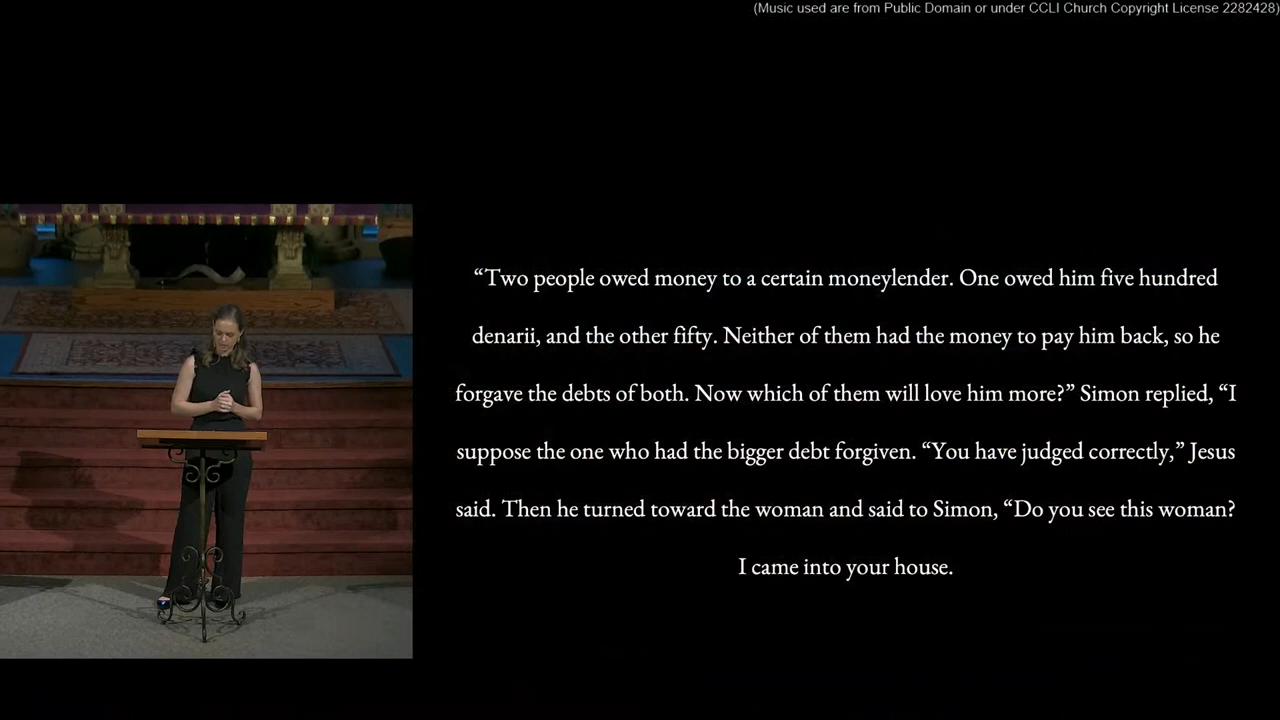 (Music used are from Public Domain or under CCLI Church Copyright License 2282428)
“Two people owed money to a certain moneylender. One owed him five hundred
denarii, and the other fifty. Neither of them had the money to pay him back, so he
forgave the debts of both. Now which of them will love him more?” Simon replied, “I
suppose the one who had the bigger debt forgiven. “You have judged correctly,” Jesus
said. Then he turned toward the woman and said to Simon, “Do you see this woman?
I came into your house.